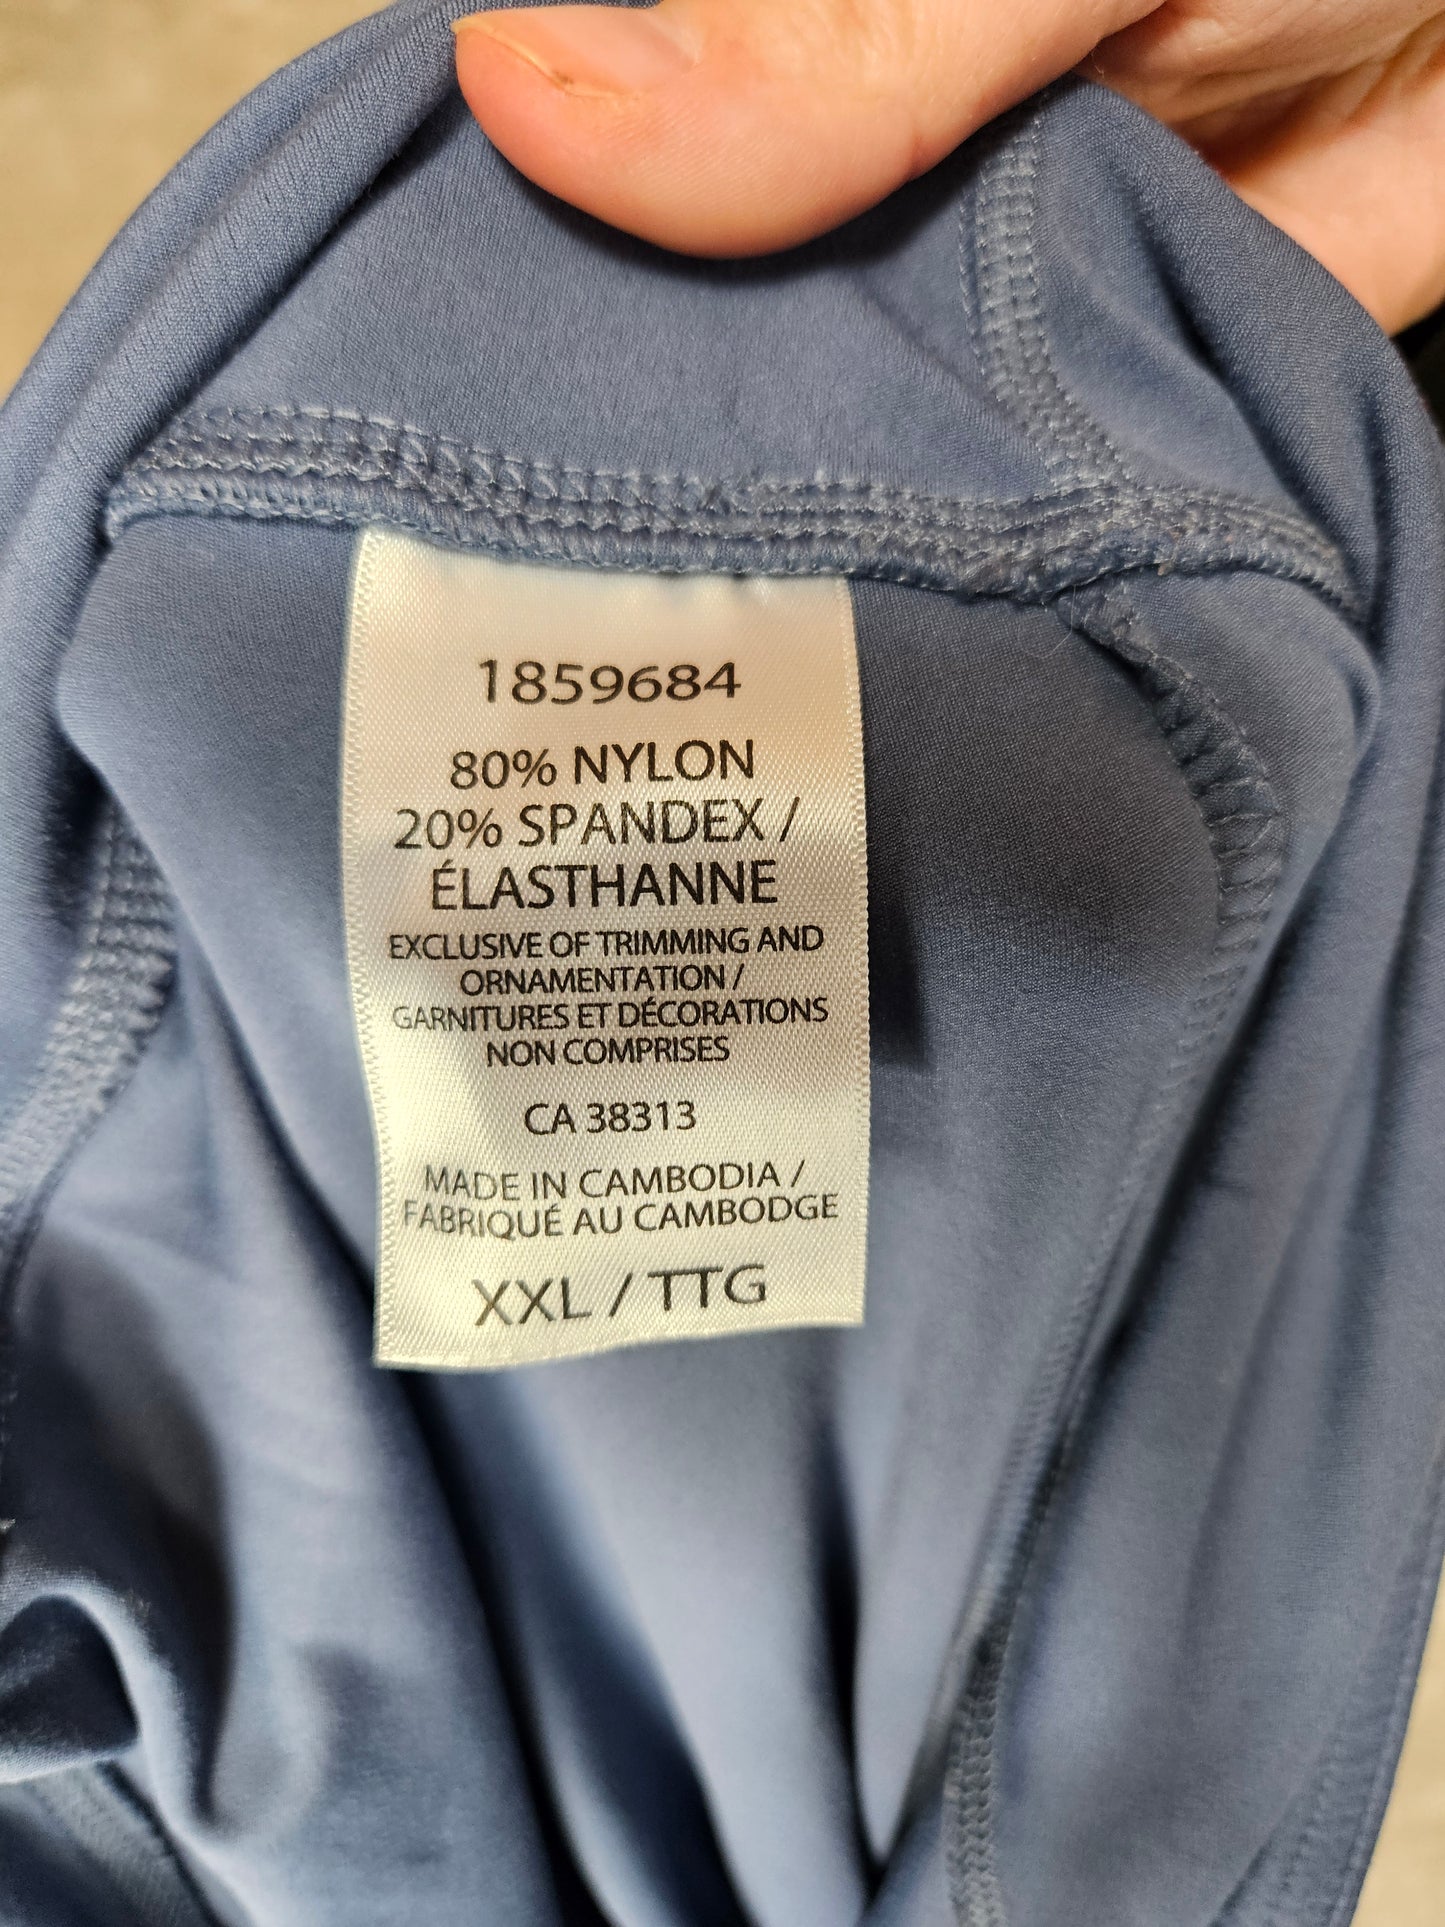 1859684
80% NYLON
20% SPANDEX /
ÉLASTHANNE
EXCLUSIVE OF TRIMMING AND
ORNAMENTATION /
GARNITURES ET DÉCORATIONS
NON COMPRISES
CA 38313
MADE IN CAMBODIA /
FABRIQUÉ AU CAMBODGE
XXL / TTG